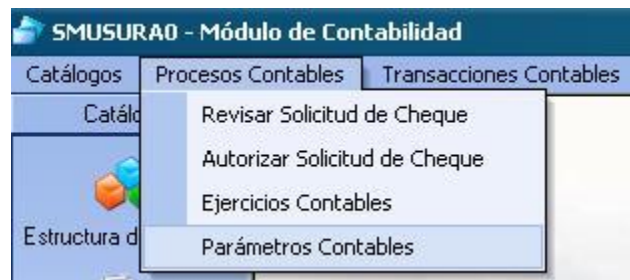 SMUSURA0 - Módulo de Contabilidad
Catálogos Procesos Contables Transacciones Contables
Revisar Solicitud de Cheque
Autorizar Solicitud de Cheque
Ejercicios Contables
Estructura
Parámetros Contables